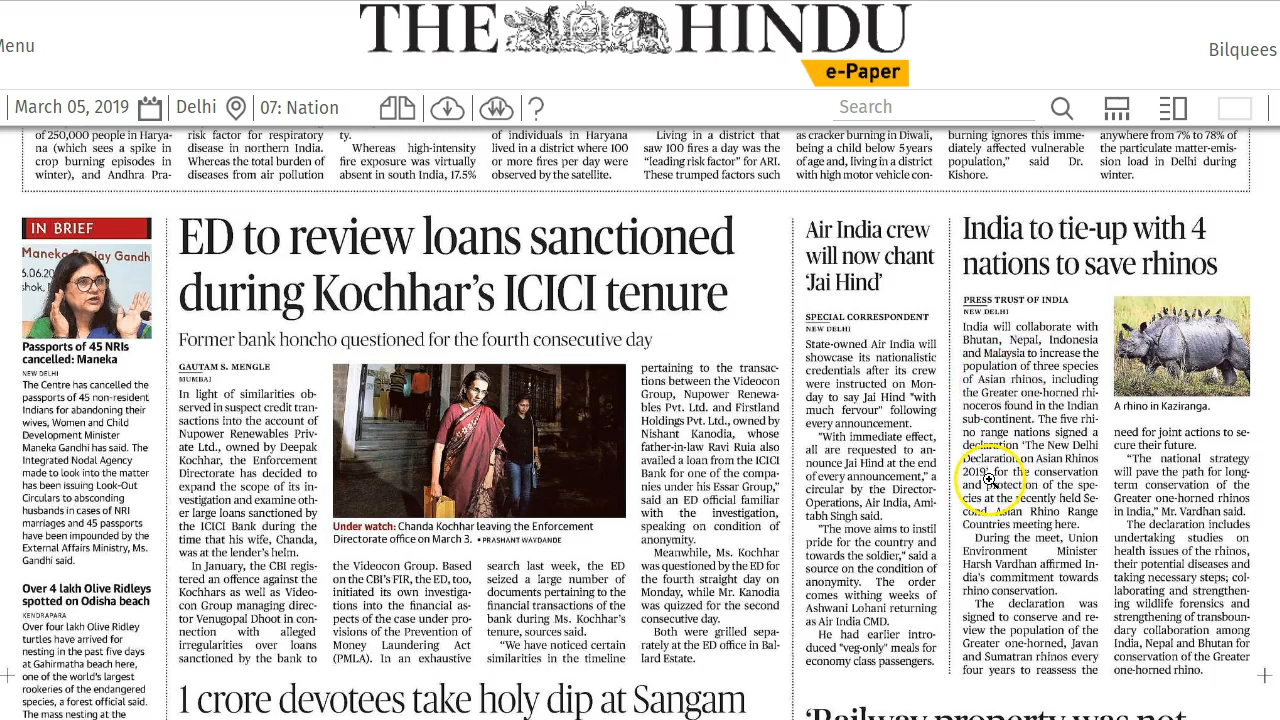 THE HINDU
e-Paper
Menu
Bilquees
March 05, 2019
Delhi
07: Nation
Search
of 250,000 people in Harya-
na (which sees a spike in
crop burning episodes in
winter), and Andhra Pra-
risk factor for respiratory
disease in northern India.
Whereas the total burden of
diseases from air pollution
ty.
Whereas high-intensity
fire exposure was virtually
absent in south India, 17.5%
of individuals in Haryana
lived in a district where 100
or more fires per day were
observed by the satellite.
Living in a district that
saw 100 fires a day was the
“leading risk factor” for ARI.
These trumped factors such
as cracker burning in Diwali,
being a child below 5 years
of age and, living in a district
with high motor vehicle con-
burning ignores this imme-
diately affected vulnerable
population,” said Dr.
Kishore.
anywhere from 7% to 78% of
the particulate matter-emis-
sion load in Delhi during
winter.
IN BRIEF
Passports of 45 NRIs
cancelled: Maneka
NEW DELHI
The Centre has cancelled the
passports of 45 non-resident
Indians for abandoning their
wives, Women and Child
Development Minister
Maneka Gandhi has said. The
Integrated Nodal Agency
made to look into the matter
has been issuing Look-Out
Circulars to absconding
husbands in cases of NRI
marriages and 45 passports
have been impounded by the
External Affairs Ministry, Ms.
Gandhi said.
Over 4 lakh Olive Ridleys
spotted on Odisha beach
KENDRAPARA
Over four lakh Olive Ridley
turtles have arrived for
nesting in the past five days
at Gahirmatha beach here,
one of the world's largest
rookeries of the endangered
species, a forest official said.
The mass nesting at the
ED to review loans sanctioned
during Kochhar’s ICICI tenure
Former bank honcho questioned for the fourth consecutive day
GAUTAM S. MENGLE
MUMBAI
In light of similarities ob-
served in suspect credit tran-
sactions into the account of
Nupower Renewables Priv-
ate Ltd., owned by Deepak
Kochhar, the Enforcement
Directorate has decided to
expand the scope of its in-
vestigation and examine oth-
er large loans sanctioned by
the ICICI Bank during the
time that his wife, Chanda,
was at the lender’s helm.
In January, the CBI regis-
tered an offence against the
Kochhars as well as Video-
con Group managing direc-
tor Venugopal Dhoot in con-
nection with alleged
irregularities over loans
sanctioned by the bank to
Under watch: Chanda Kochhar leaving the Enforcement
Directorate office on March 3. • PRASHANT WAYDANDE
the Videocon Group. Based
on the CBI’s FIR, the ED, too,
initiated its own investiga-
tions into the financial as-
pects of the case under pro-
visions of the Prevention of
Money Laundering Act
(PMLA). In an exhaustive
search last week, the ED
seized a large number of
documents pertaining to the
financial transactions of the
bank during Ms. Kochhar’s
tenure, sources said.
“We have noticed certain
similarities in the timeline
pertaining to the transac-
tions between the Videocon
Group, Nupower Renewa-
bles Pvt. Ltd. and Firstland
Holdings Pvt. Ltd., owned by
Nishant Kanodia, whose
father-in-law Ravi Ruia also
availed a loan from the ICICI
Bank for one of the compa-
nies under his Essar Group,”
said an ED official familiar
with the investigation,
speaking on condition of
anonymity.
Meanwhile, Ms. Kochhar
was questioned by the ED for
the fourth straight day on
Monday, while Mr. Kanodia
was quizzed for the second
consecutive day.
Both were grilled sepa-
rately at the ED office in Bal-
lard Estate.
1 crore devotees take holy dip at Sangam
Air India crew
will now chant
‘Jai Hind’
SPECIAL CORRESPONDENT
NEW DELHI
State-owned Air India will
showcase its nationalistic
credentials after its crew
were instructed on Mon-
day to say Jai Hind "with
much fervour" following
every announcement.
"With immediate effect,
all are requested to an-
nounce Jai Hind at the end
of every announcement," a
circular by the Director-
Operations, Air India, Ami-
tabh Singh said.
"The move aims to instil
pride for the country and
towards the soldier," said a
source on the condition of
anonymity. The order
comes withing weeks of
Ashwani Lohani returning
as Air India CMD.
He had earlier intro-
duced "veg-only" meals for
economy class passengers.
India to tie-up with 4
nations to save rhinos
PRESS TRUST OF INDIA
NEW DELHI
India will collaborate with
Bhutan, Nepal, Indonesia
and Malaysia to increase the
population of three species
of Asian rhinos, including
the Greater one-horned rhi-
noceros found in the Indian
sub-continent. The five rhi-
no range nations signed a
declaration ‘The New Delhi
Declaration on Asian Rhinos
2019’ for the conservation
and protection of the spe-
cies at the recently held Se-
cond Asian Rhino Range
Countries meeting here.
During the meet, Union
Environment Minister
Harsh Vardhan affirmed In-
dia’s commitment towards
rhino conservation.
The declaration was
signed to conserve and re-
view the population of the
Greater one-horned, Javan
and Sumatran rhinos every
four years to reassess the
A rhino in Kaziranga.
need for joint actions to se-
cure their future.
“The national strategy
will pave the path for long-
term conservation of the
Greater one-horned rhinos
in India,” Mr. Vardhan said.
The declaration includes
undertaking studies on
health issues of the rhinos,
their potential diseases and
taking necessary steps; col-
laborating and strengthen-
ing wildlife forensics and
strengthening of transboun-
dary collaboration among
India, Nepal and Bhutan for
conservation of the Greater
one-horned rhino.
‘Railway property was not